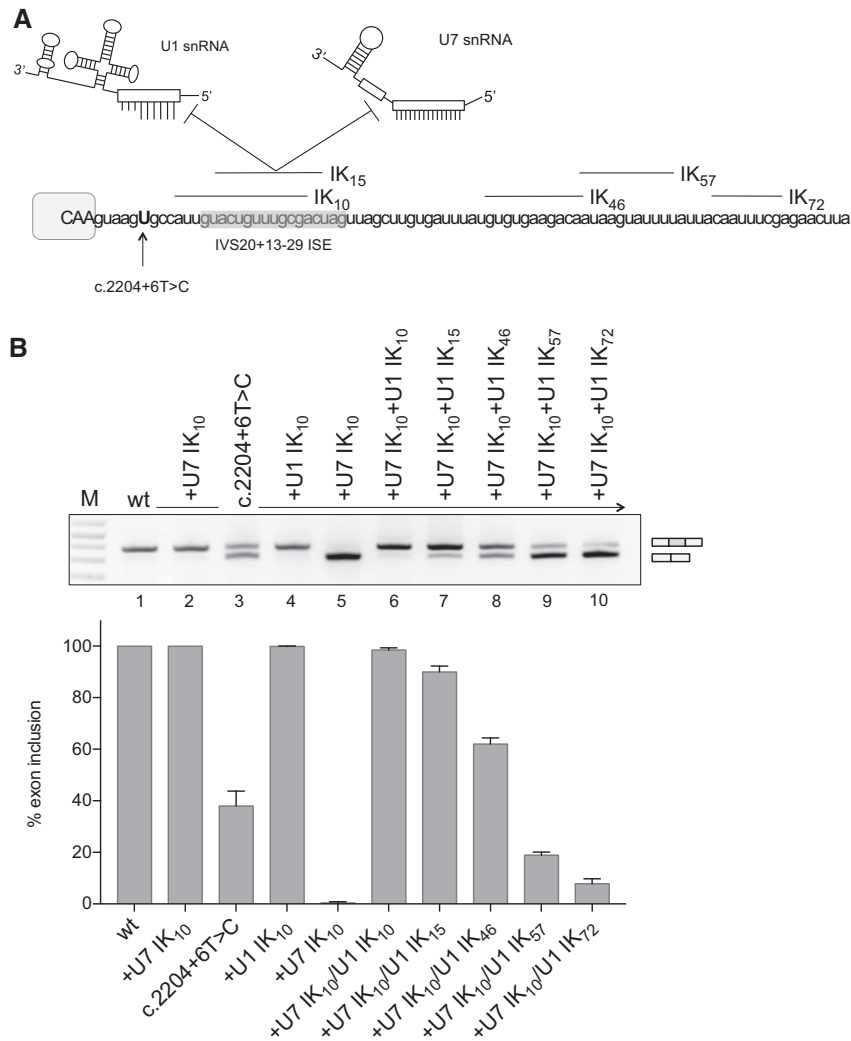 A
U1 snRNA
U7 snRNA
3'
5'
3'
5'
IK15
IK57
IK10
IK46
IK72
CAAguaagUgccauuguacuguuugcgacuaguuagcuugugauuuaugugugaagacaauaaguauuuuauuacaauuucgagaacuua
IVS20+13-29 ISE
c.2204+6T>C
B
M
wt
+U7 IK10
c.2204+6T>C
+U1 IK10
+U7 IK10
+U7 IK10+U1 IK10
+U7 IK10+U1 IK15
+U7 IK10+U1 IK46
+U7 IK10+U1 IK57
+U7 IK10+U1 IK72
1 2 3 4 5 6 7 8 9 10
% exon inclusion
100
80
60
40
20
0
wt
+U7 IK10
c.2204+6T>C
+U1 IK10
+U7 IK10
+U7 IK10/U1 IK10
+U7 IK10/U1 IK15
+U7 IK10/U1 IK46
+U7 IK10/U1 IK57
+U7 IK10/U1 IK72